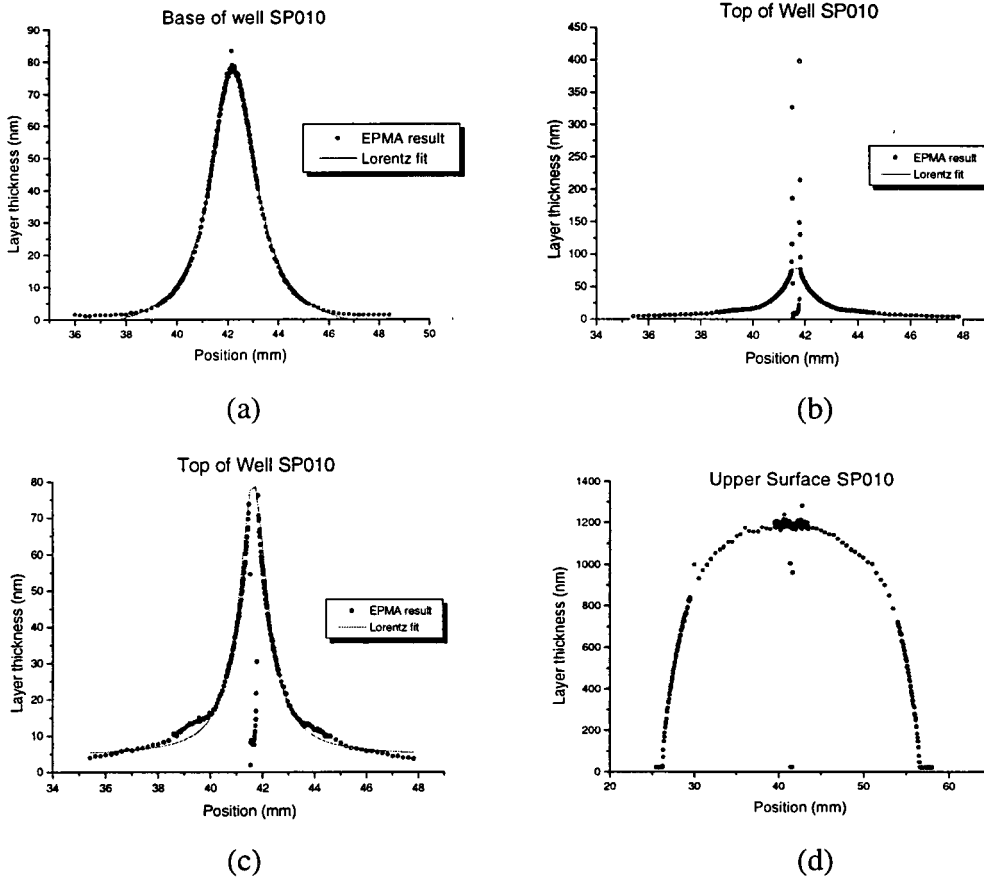 Base of well SP010
90
80
70
60
50
40
30
20
10
0
Layer thickness (nm)
36 38 40 42 44 46 48 50
Position (mm)
EPMA result
Lorentz fit
(a)
Top of Well SP010
450
400
350
300
250
200
150
100
50
0
Layer thickness (nm)
34 36 38 40 42 44 46 48
Position (mm)
EPMA result
Lorentz fit
(b)
Top of Well SP010
80
70
60
50
40
30
20
10
0
Layer thickness (nm)
34 36 38 40 42 44 46 48
Position (mm)
EPMA result
Lorentz fit
(c)
Upper Surface SP010
1400
1200
1000
800
600
400
200
0
Layer thickness (nm)
20 30 40 50 60
Position (mm)
(d)